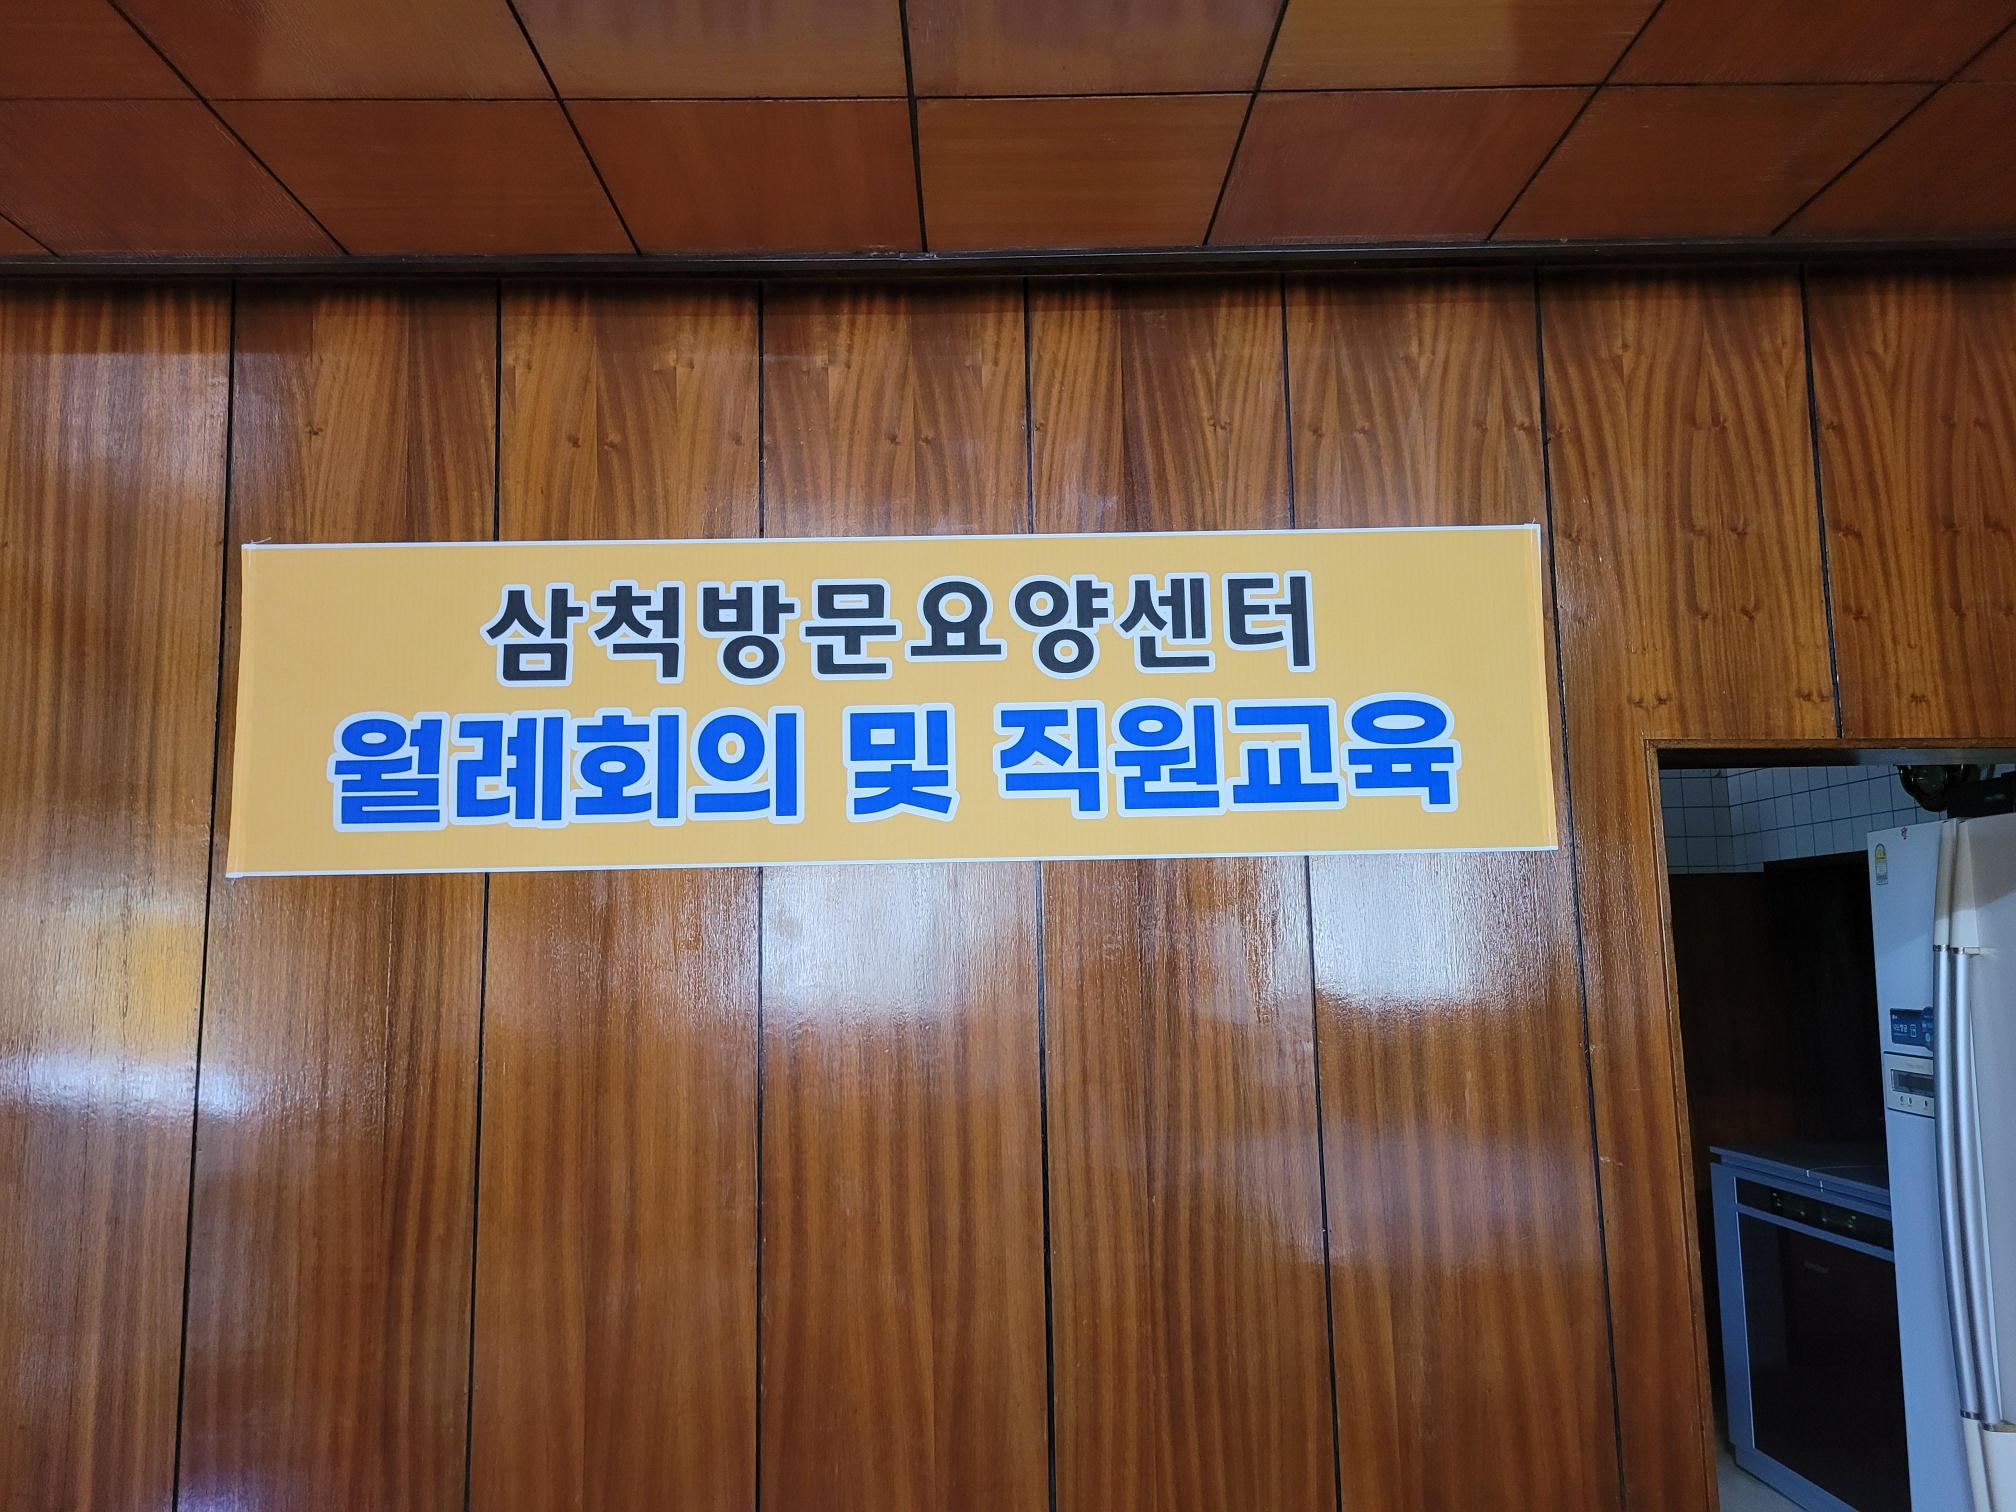 삼척방문요양센터
월례회의 및 직원교육